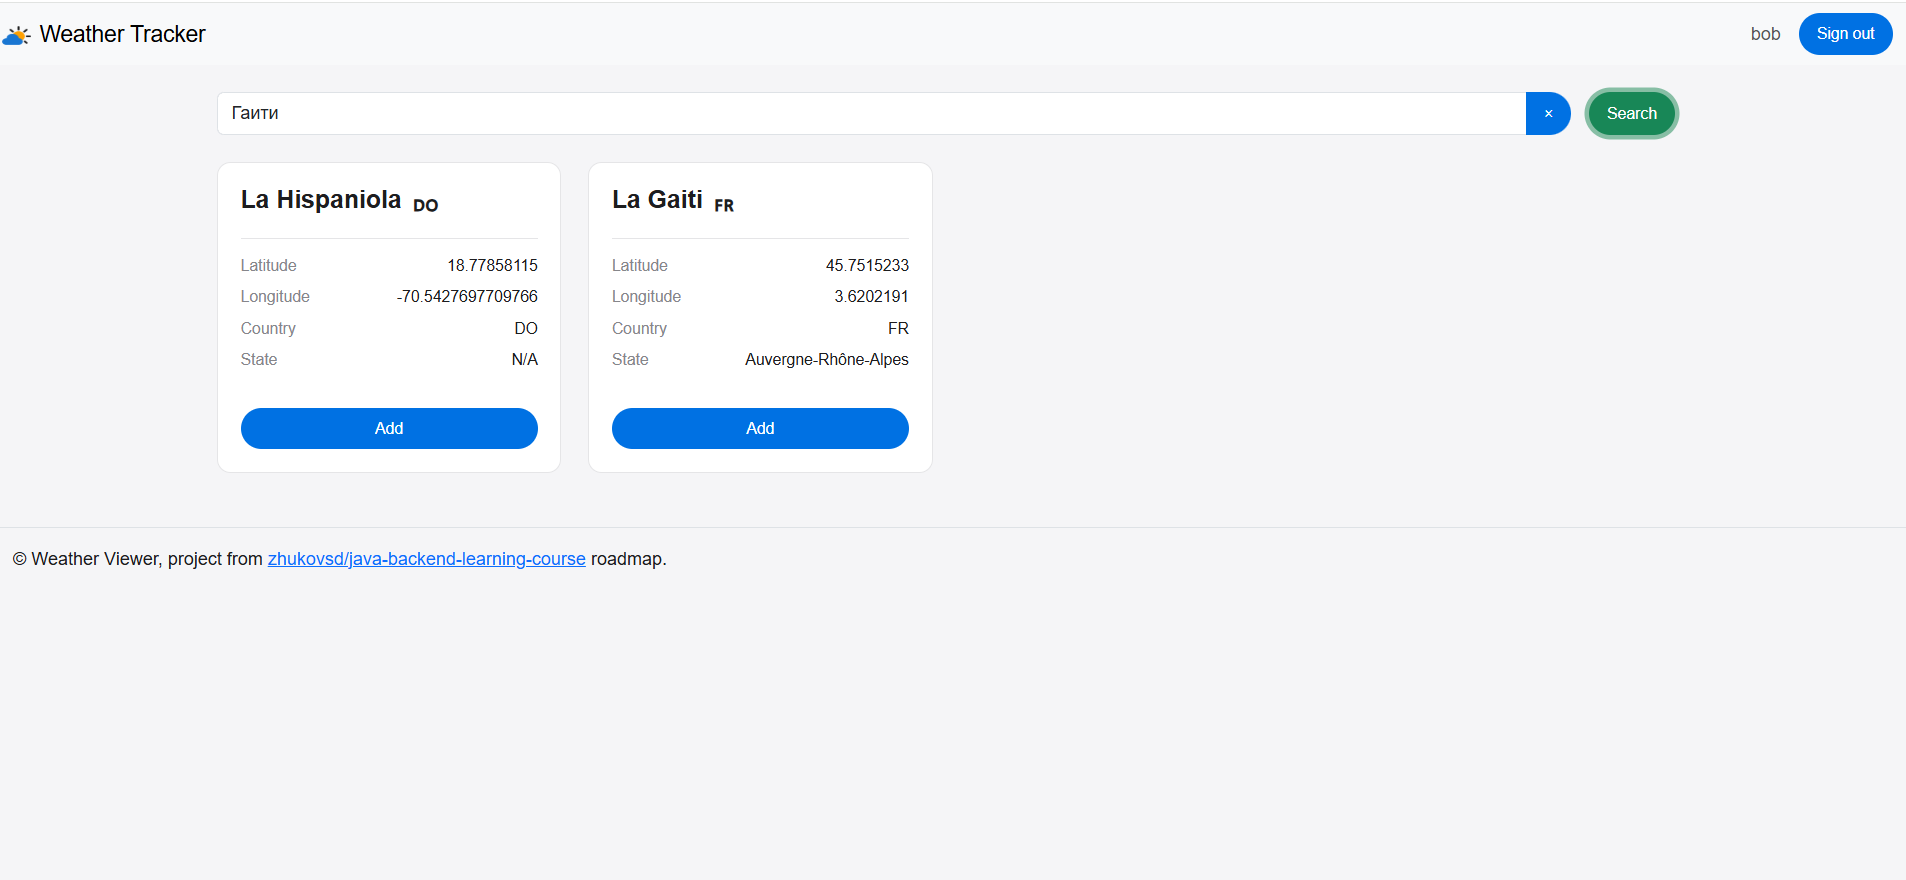 Weather Tracker
bob
Sign out
Гаити
×
Search
La Hispaniola DO
Latitude 18.77858115
Longitude -70.5427697709766
Country DO
State N/A
Add
La Gaiti FR
Latitude 45.7515233
Longitude 3.6202191
Country FR
State Auvergne-Rhône-Alpes
Add
© Weather Viewer, project from zhukovsd/java-backend-learning-course roadmap.